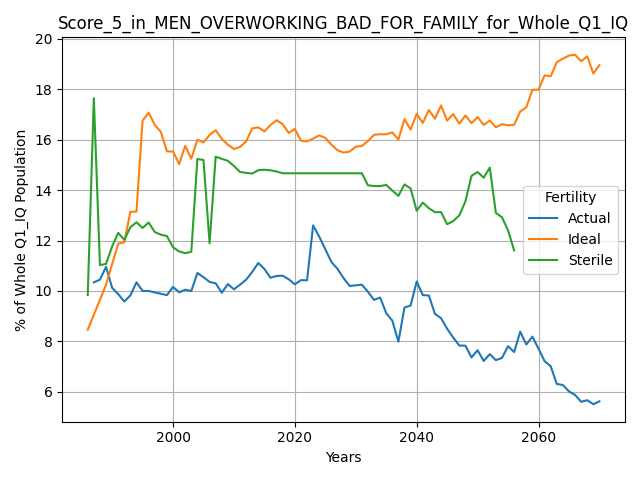 Score_5_in_MEN_OVERWORKING_BAD_FOR_FAMILY_for_Whole_Q1_IQ
20
18
16
14
12
10
8
6
% of Whole Q1_IQ Population
Fertility
Actual
Ideal
Sterile
2000
2020
2040
2060
Years